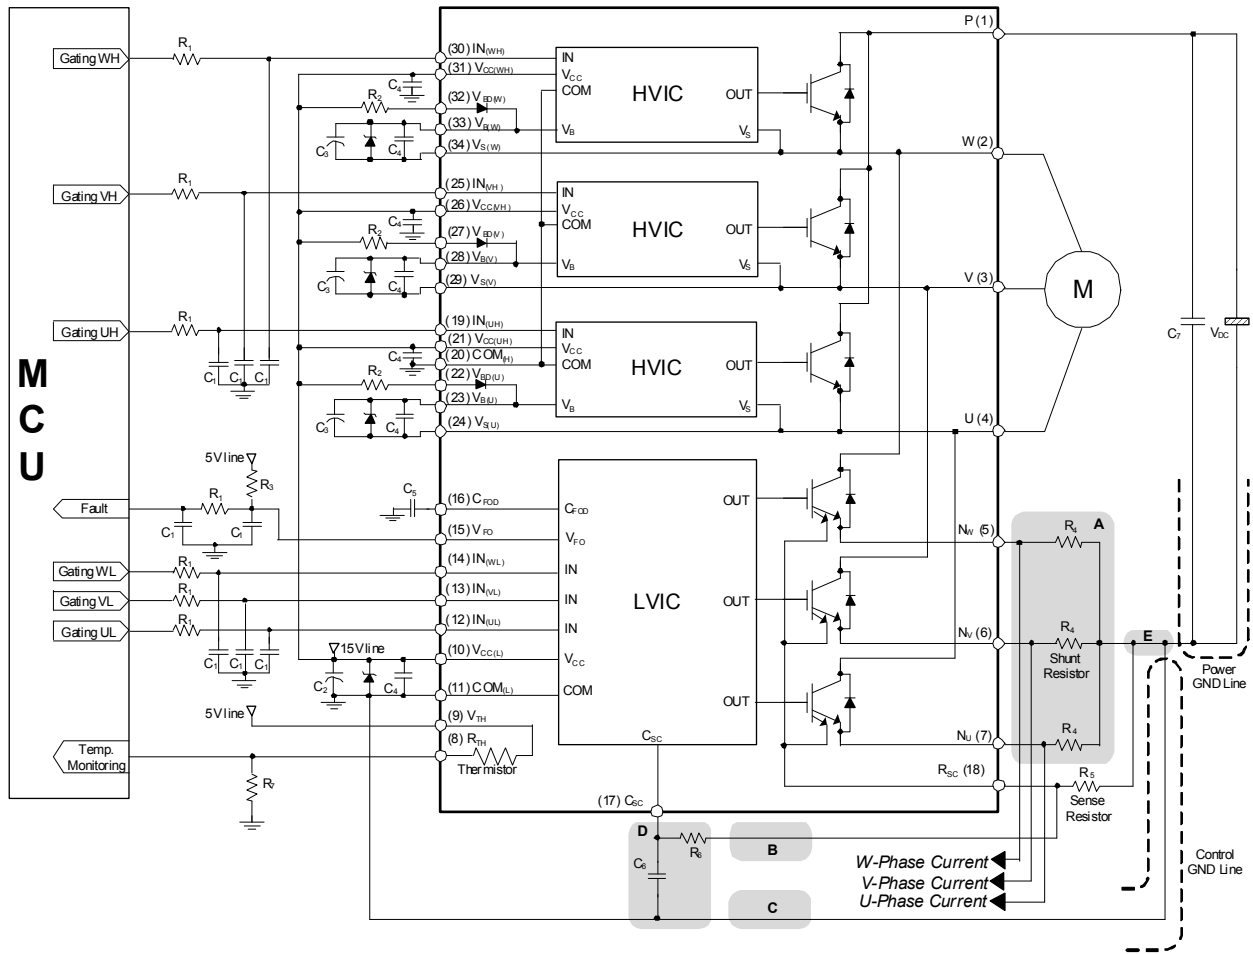 MCU
Gating WH
Gating VH
Gating UH
Fault
Gating WL
Gating VL
Gating UL
Temp. Monitoring
R1
R1
R1
C1 C1 C1
5V line
R3
R1
C1 C1
R1
R1
R1
C1 C1 C1
5V line
R7
C4
R2
C3 C4
C4
R2
C3 C4
C4
R2
C3 C4
C5
15V line
C2 C4
(30) IN(WH)
(31) VCC(WH)
(32) VBD(W)
(33) VB(W)
(34) VS(W)
(25) IN(VH)
(26) VCC(VH)
(27) VBD(V)
(28) VB(V)
(29) VS(V)
(19) IN(UH)
(21) VCC(UH)
(20) COM(H)
(22) VBD(U)
(23) VB(U)
(24) VS(U)
(16) CFOD
(15) VFO
(14) IN(WL)
(13) IN(VL)
(12) IN(UL)
(10) VCC(L)
(11) COM(L)
(9) VTH
(8) RTH
Thermistor
(17) CSC
IN
VCC
COM
VB
HVIC
OUT
VS
IN
VCC
COM
VB
HVIC
OUT
VS
IN
VCC
COM
VB
HVIC
OUT
VS
CFOD
VFO
IN
IN
IN
VCC
COM
LVIC
OUT
OUT
OUT
CSC
P (1)
W (2)
V (3)
U (4)
NW (5)
NV (6)
NU (7)
RSC (18)
M
C7
VDC
A
R4
R4
Shunt
Resistor
R4
E
Power
GND Line
R5
Sense
Resistor
D
R6
C6
B
C
W-Phase Current
V-Phase Current
U-Phase Current
Control
GND Line